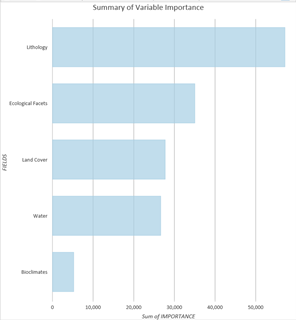 Summary of Variable Importance
FIELDS
Lithology
Ecological Facets
Land Cover
Water
Bioclimates
0 10,000 20,000 30,000 40,000 50,000
Sum of IMPORTANCE